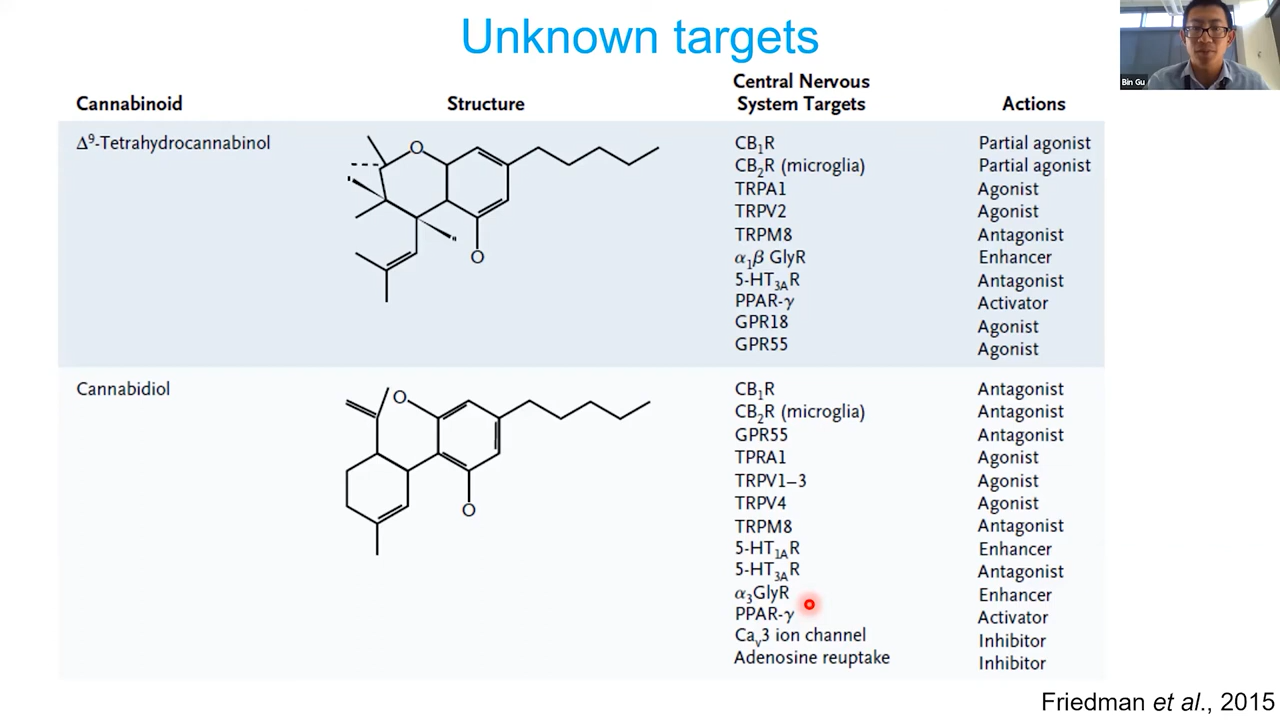 Unknown targets
Bin Gu
Cannabinoid Structure Central Nervous System Targets Actions
Δ⁹-Tetrahydrocannabinol
O
O
CB₁R Partial agonist
CB₂R (microglia) Partial agonist
TRPA1 Agonist
TRPV2 Agonist
TRPM8 Antagonist
α₁β GlyR Enhancer
5-HT₃ₐR Antagonist
PPAR-γ Activator
GPR18 Agonist
GPR55 Agonist
Cannabidiol
O
O
CB₁R Antagonist
CB₂R (microglia) Antagonist
GPR55 Antagonist
TPRA1 Agonist
TRPV1–3 Agonist
TRPV4 Agonist
TRPM8 Antagonist
5-HT₁ₐR Enhancer
5-HT₃ₐR Antagonist
α₃GlyR Enhancer
PPAR-γ Activator
Caᵥ3 ion channel Inhibitor
Adenosine reuptake Inhibitor
Friedman et al., 2015